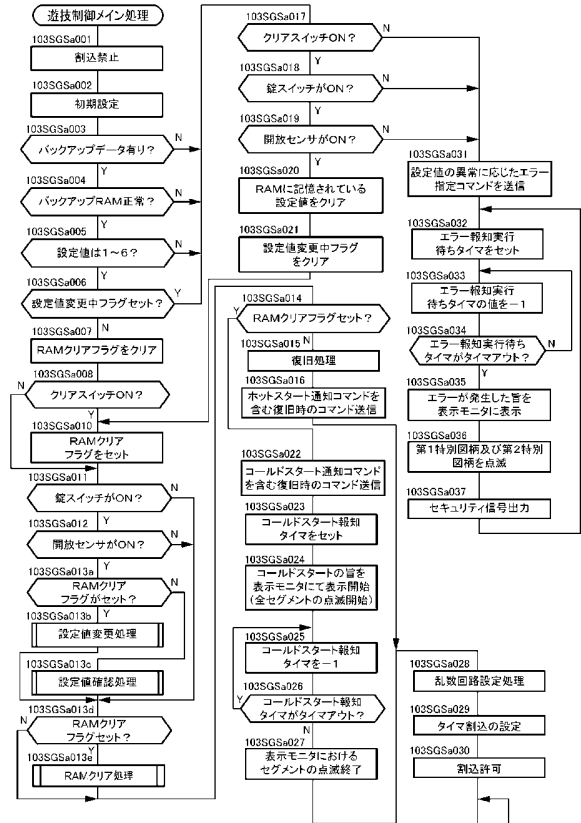 遊技制御メイン処理
103SGSa001
割込禁止
103SGSa002
初期設定
103SGSa003
バックアップデータ有り?
N
Y
103SGSa004
バックアップRAM正常?
N
Y
103SGSa005
設定値は1~6?
N
Y
103SGSa006
設定値変更中フラグセット?
Y
N
103SGSa007
RAMクリアフラグをクリア
103SGSa008
N
クリアスイッチON?
Y
103SGSa010
RAMクリア
フラグをセット
103SGSa011
錠スイッチがON?
N
Y
103SGSa012
開放センサがON?
N
Y
103SGSa013a
RAMクリア
フラグがセット?
N
Y
103SGSa013b
設定値変更処理
103SGSa013c
設定値確認処理
103SGSa013d
N
RAMクリア
フラグセット?
Y
103SGSa013e
RAMクリア処理
103SGSa017
クリアスイッチON?
N
Y
103SGSa018
錠スイッチがON?
N
Y
103SGSa019
開放センサがON?
N
Y
103SGSa020
RAMに記憶されている
設定値をクリア
103SGSa021
設定値変更中フラグ
をクリア
103SGSa014
Y
RAMクリアフラグセット?
N
103SGSa015
復旧処理
103SGSa016
ホットスタート通知コマンドを
含む復旧時のコマンド送信
103SGSa022
コールドスタート通知コマンド
を含む復旧時のコマンド送信
103SGSa023
コールドスタート報知
タイマをセット
103SGSa024
コールドスタートの旨を
表示モニタにて表示開始
(全セグメントの点滅開始)
103SGSa025
コールドスタート報知
タイマを-1
103SGSa026
Y
コールドスタート報知
タイマがタイマアウト?
N
103SGSa027
表示モニタにおける
セグメントの点滅終了
103SGSa031
設定値の異常に応じたエラー
指定コマンドを送信
103SGSa032
エラー報知実行
待ちタイマをセット
103SGSa033
エラー報知実行
待ちタイマの値を-1
103SGSa034
エラー報知実行待ち
タイマがタイマアウト?
N
Y
103SGSa035
エラーが発生した旨を
表示モニタに表示
103SGSa036
第1特別図柄及び第2特別
図柄を点滅
103SGSa037
セキュリティ信号出力
103SGSa028
乱数回路設定処理
103SGSa029
タイマ割込の設定
103SGSa030
割込許可